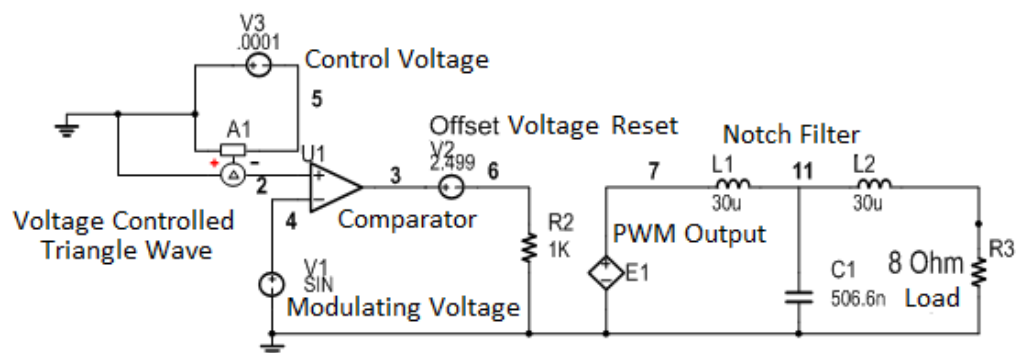 V3
.0001
Control Voltage
5
A1
+
-
U1
+
-
2
4
Voltage Controlled
Triangle Wave
Comparator
3
Offset Voltage Reset
V2
2.499
6
R2
1K
V1
SIN
Modulating Voltage
7
PWM Output
E1
Notch Filter
L1
30u
11
L2
30u
C1
506.6n
8 Ohm
Load
R3